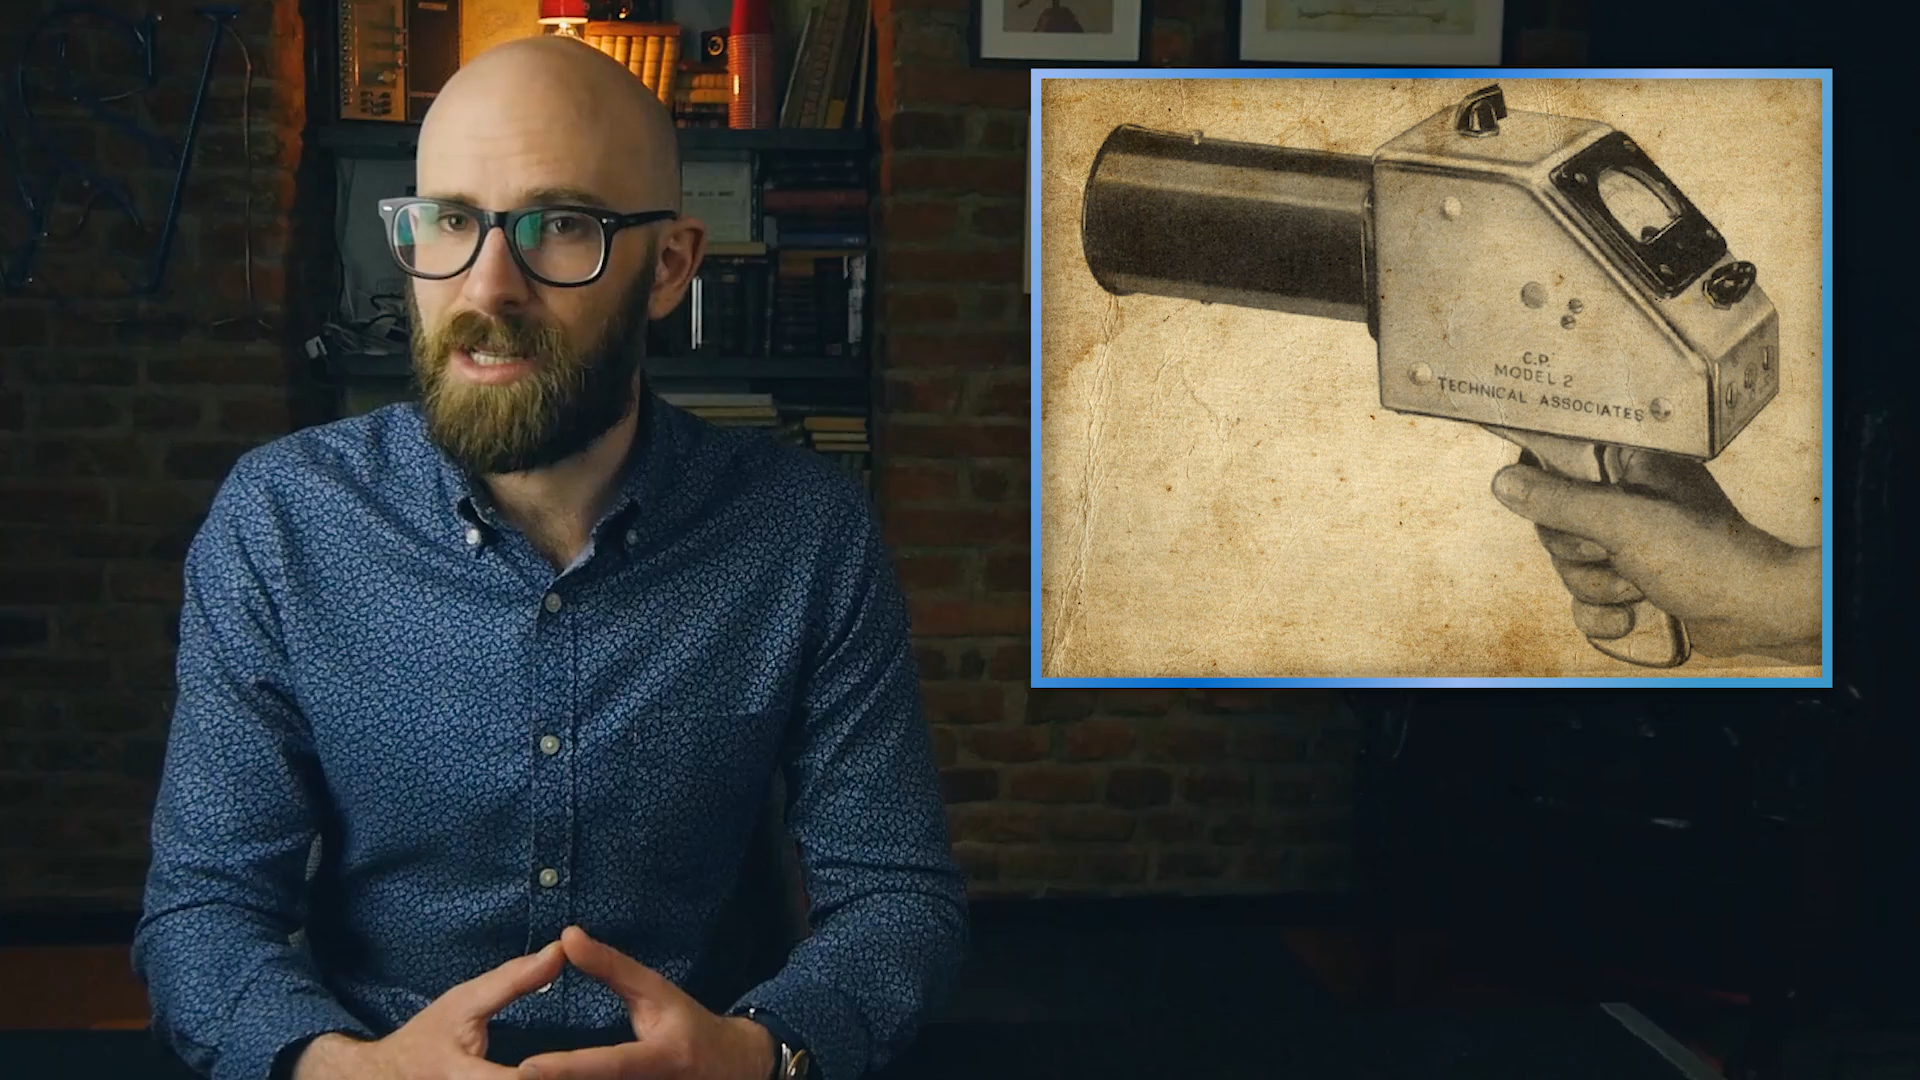 C.P.
MODEL 2
TECHNICAL ASSOCIATES